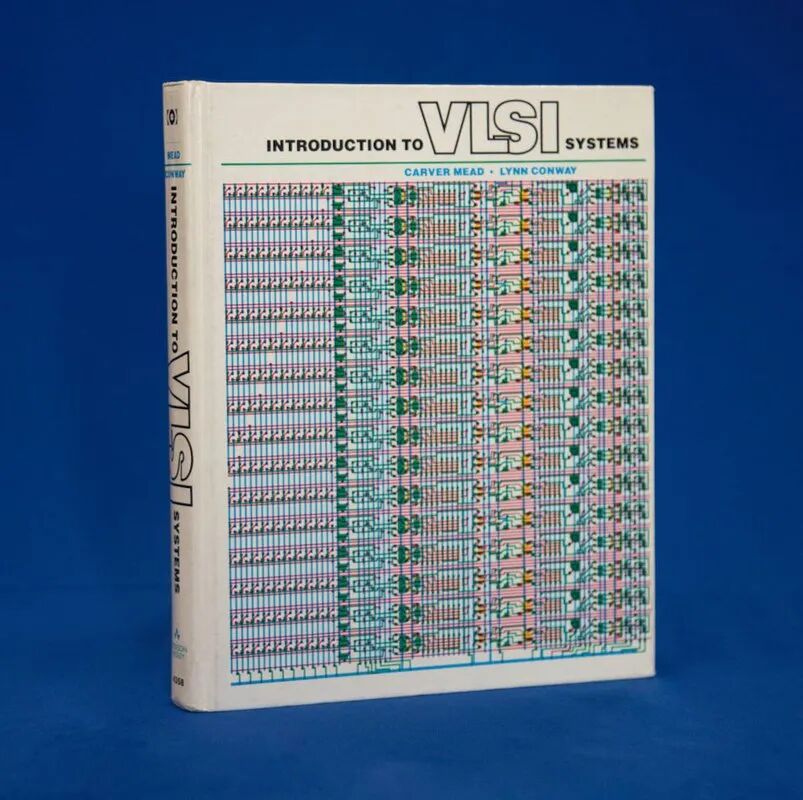 INTRODUCTION TO VLSI SYSTEMS
CARVER MEAD • LYNN CONWAY
MEAD
CONWAY
INTRODUCTION TO VLSI SYSTEMS